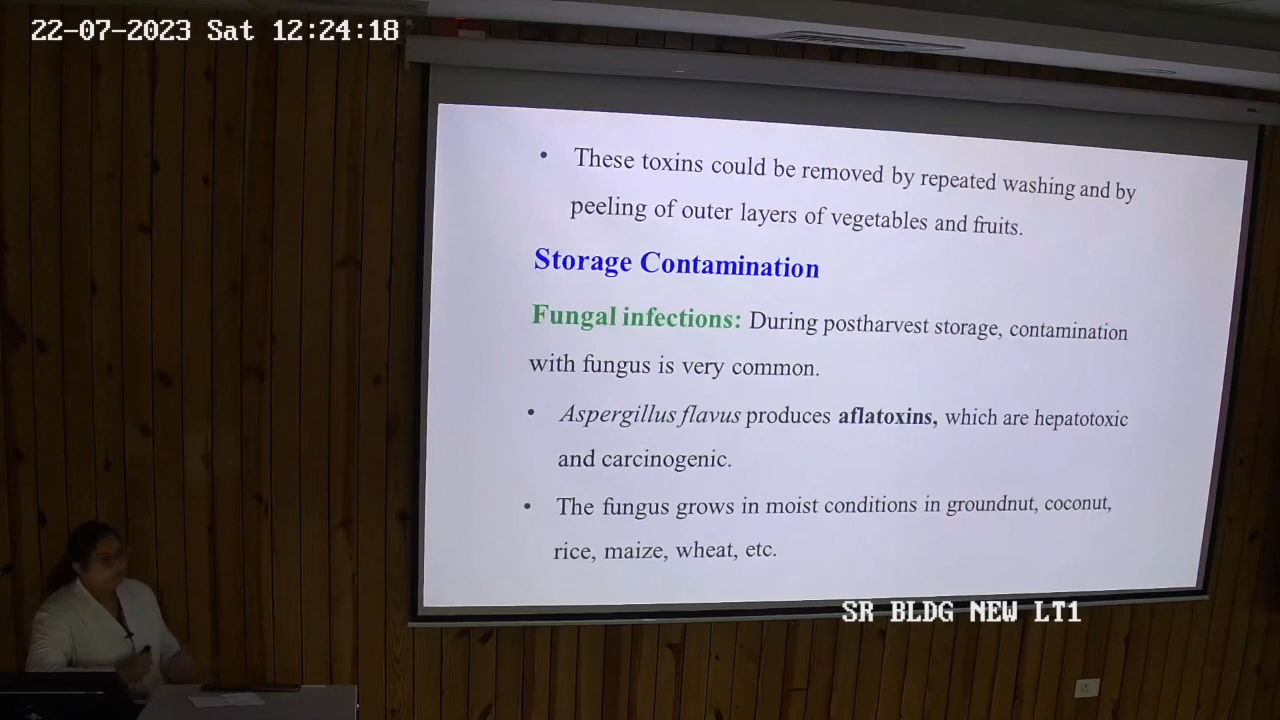 22-07-2023 Sat 12:24:18
• These toxins could be removed by repeated washing and by
peeling of outer layers of vegetables and fruits.
Storage Contamination
Fungal infections: During postharvest storage, contamination
with fungus is very common.
• Aspergillus flavus produces aflatoxins, which are hepatotoxic
and carcinogenic.
• The fungus grows in moist conditions in groundnut, coconut,
rice, maize, wheat, etc.
SR BLDG NEW LT1